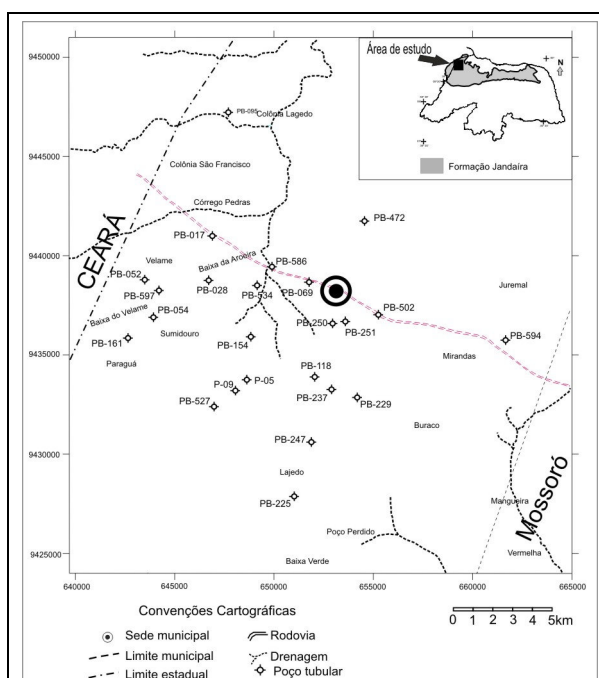 9450000
9445000
9440000
9435000
9430000
9425000
640000
645000
650000
655000
660000
665000
Área de estudo
N
Formação Jandaíra
PB-095
Colônia Lagedo
Colônia São Francisco
Córrego Pedras
CEARÁ
PB-017
PB-472
Baixa da Aroeira
PB-586
Velame
PB-052
PB-597
PB-028
PB-534
PB-069
Juremal
PB-054
Baixa do Velame
PB-502
PB-250
PB-251
Sumidouro
PB-161
PB-154
PB-594
Mirandas
Paraguá
PB-118
P-09
P-05
PB-237
PB-229
PB-527
Buraco
PB-247
Lajedo
PB-225
Mossoró
Mangueira
Poço Perdido
Baixa Verde
Vermelha
Convenções Cartográficas
0 1 2 3 4 5km
Sede municipal
Rodovia
Limite municipal
Drenagem
Limite estadual
Poço tubular